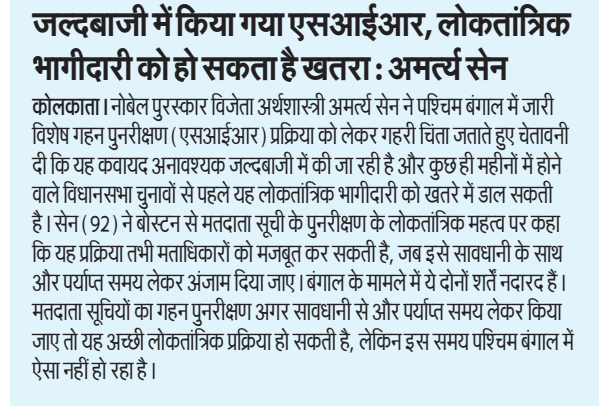 जल्दबाजी में किया गया एसआईआर, लोकतांत्रिक
भागीदारी को हो सकता है खतरा : अमर्त्य सेन
कोलकाता। नोबेल पुरस्कार विजेता अर्थशास्त्री अमर्त्य सेन ने पश्चिम बंगाल में जारी
विशेष गहन पुनरीक्षण ( एसआईआर ) प्रक्रिया को लेकर गहरी चिंता जताते हुए चेतावनी
दी कि यह कवायद अनावश्यक जल्दबाजी में की जा रही है और कुछ ही महीनों में होने
वाले विधानसभा चुनावों से पहले यह लोकतांत्रिक भागीदारी को खतरे में डाल सकती
है। सेन ( 92 ) ने बोस्टन से मतदाता सूची के पुनरीक्षण के लोकतांत्रिक महत्व पर कहा
कि यह प्रक्रिया तभी मताधिकारों को मजबूत कर सकती है, जब इसे सावधानी के साथ
और पर्याप्त समय लेकर अंजाम दिया जाए। बंगाल के मामले में ये दोनों शर्तें नदारद हैं।
मतदाता सूचियों का गहन पुनरीक्षण अगर सावधानी से और पर्याप्त समय लेकर किया
जाए तो यह अच्छी लोकतांत्रिक प्रक्रिया हो सकती है, लेकिन इस समय पश्चिम बंगाल में
ऐसा नहीं हो रहा है।